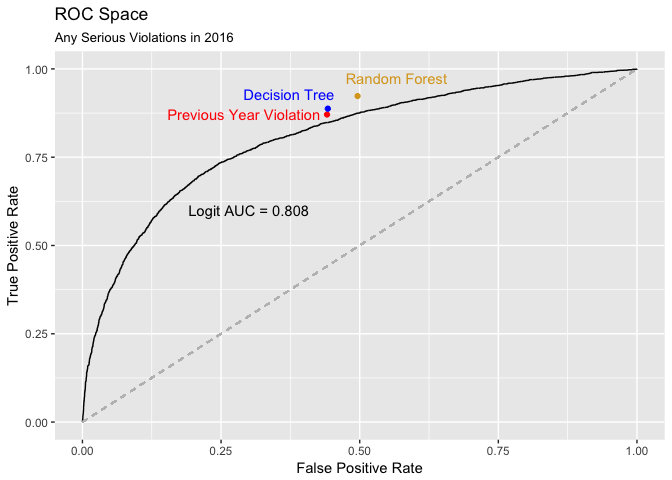 ROC Space
Any Serious Violations in 2016
1.00
0.75
0.50
0.25
0.00
True Positive Rate
Random Forest
Decision Tree
Previous Year Violation
Logit AUC = 0.808
0.00
0.25
0.50
0.75
1.00
False Positive Rate